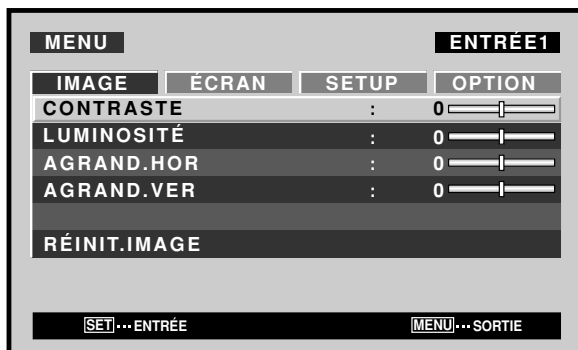 MENU ENTRÉE1
IMAGE ÉCRAN SETUP OPTION
CONTRASTE : 0
LUMINOSITÉ : 0
AGRAND.HOR : 0
AGRAND.VER : 0
RÉINIT.IMAGE
SET···ENTRÉE MENU···SORTIE